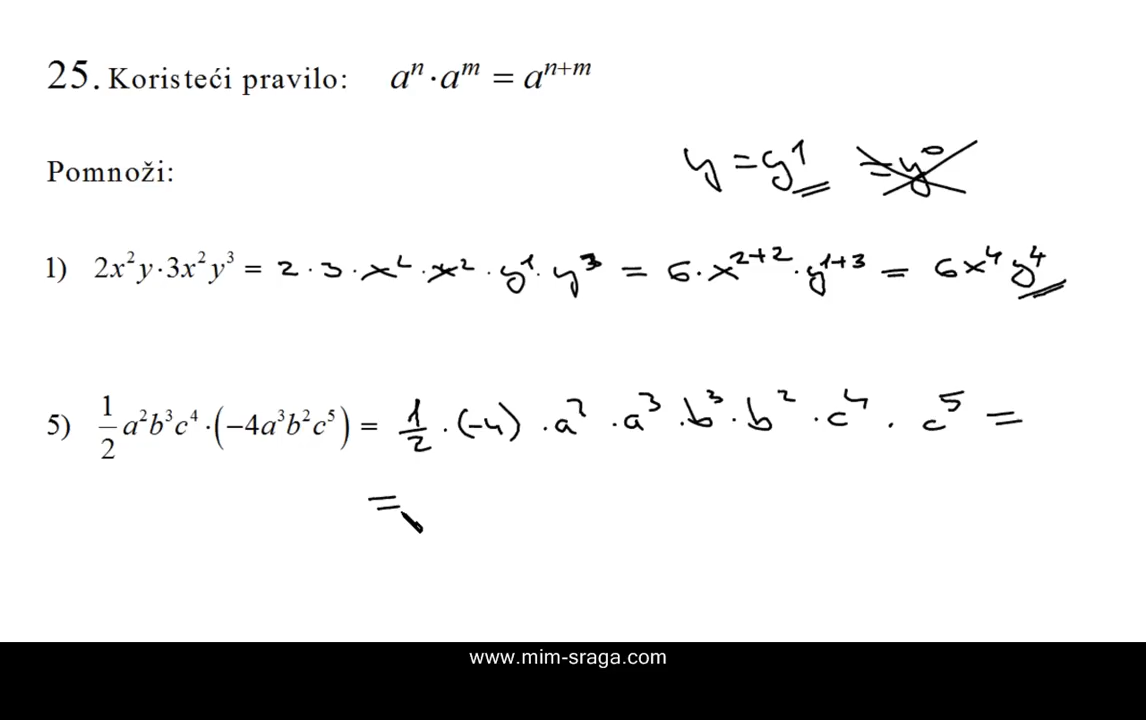 25. Koristeći pravilo: aⁿ · aᵐ = aⁿ⁺ᵐ
Pomnoži:
y = y¹ = y⁰
1) 2x²y · 3x²y³ = 2 · 3 · x² · x² · y¹ · y³ = 6 · x²⁺² · y¹⁺³ = 6x⁴y⁴
5) 1/2 a²b³c⁴ · (−4a³b²c⁵) = 1/2 · (−4) · a² · a³ · b³ · b² · c⁴ · c⁵ =
=
www.mim-sraga.com